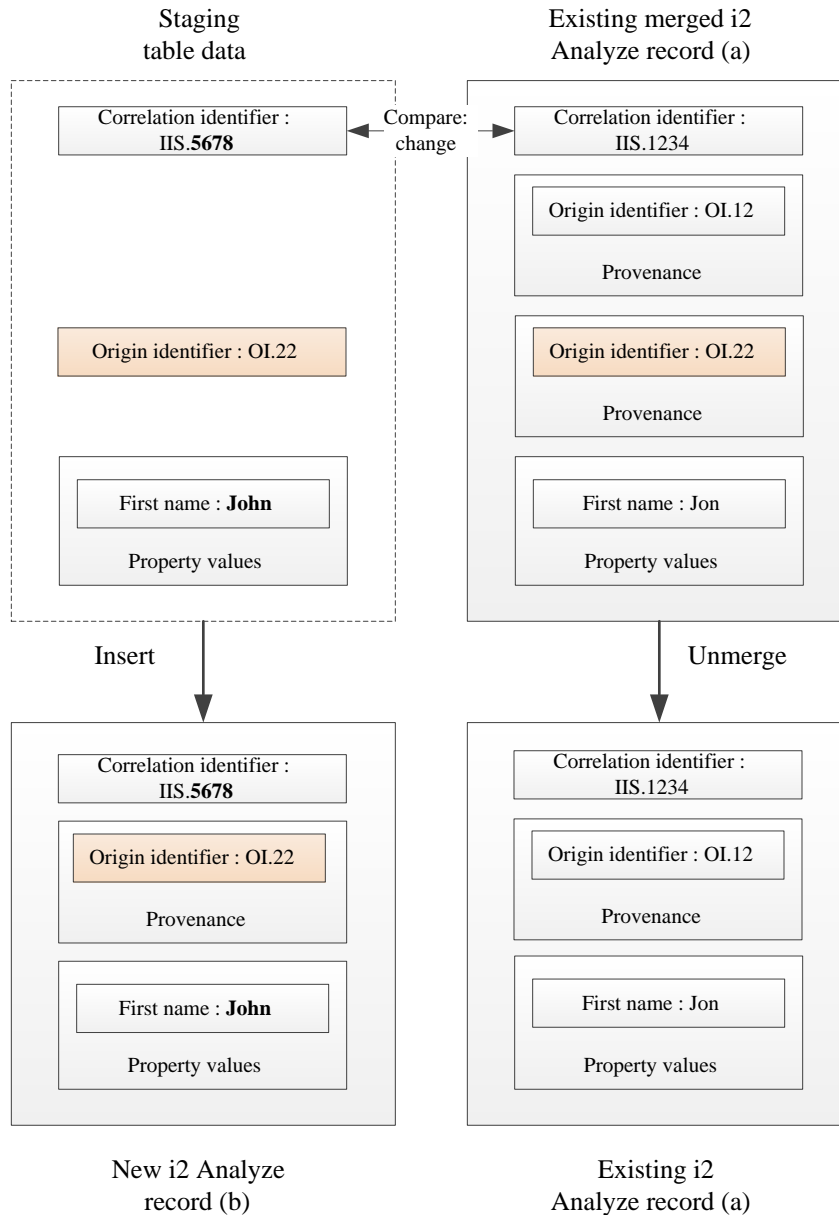 Staging
table data
Existing merged i2
Analyze record (a)
Correlation identifier :
IIS.5678
Compare:
change
Correlation identifier :
IIS.1234
Origin identifier : OI.12
Provenance
Origin identifier : OI.22
Origin identifier : OI.22
Provenance
First name : John
Property values
First name : Jon
Property values
Insert
Unmerge
Correlation identifier :
IIS.5678
Origin identifier : OI.22
Provenance
First name : John
Property values
Correlation identifier :
IIS.1234
Origin identifier : OI.12
Provenance
First name : Jon
Property values
New i2 Analyze
record (b)
Existing i2
Analyze record (a)